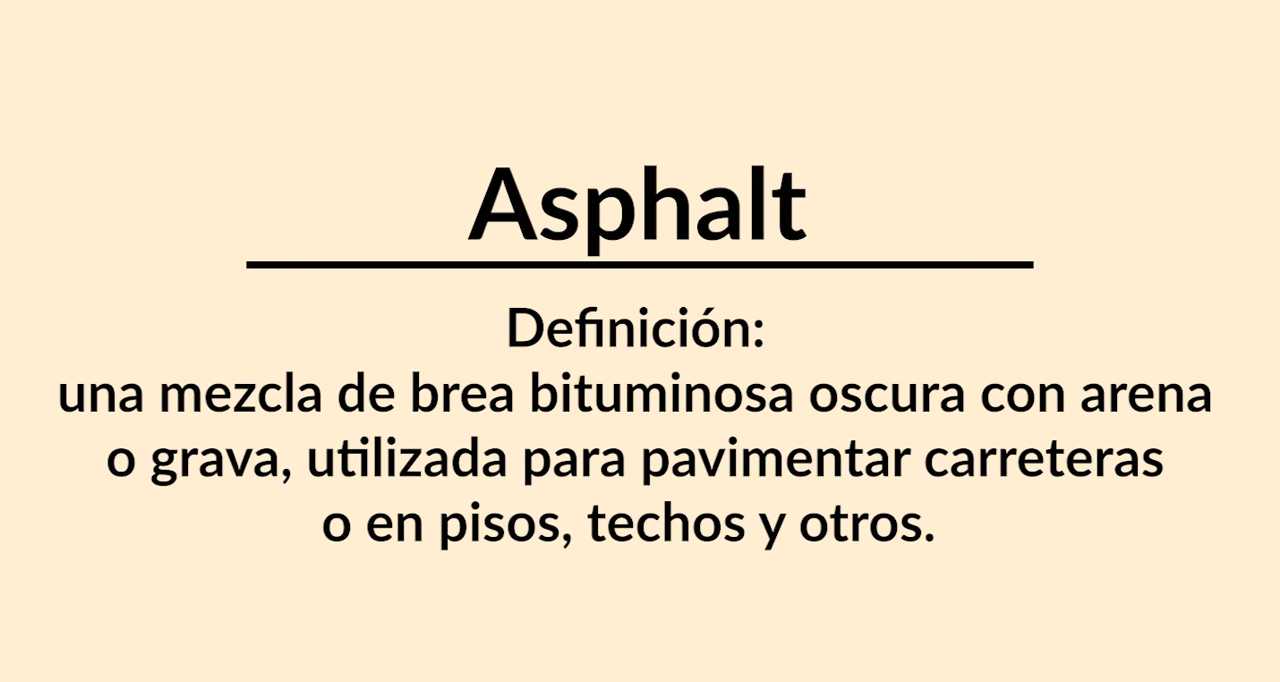 Asphalt
Definición:
una mezcla de brea bituminosa oscura con arena
o grava, utilizada para pavimentar carreteras
o en pisos, techos y otros.